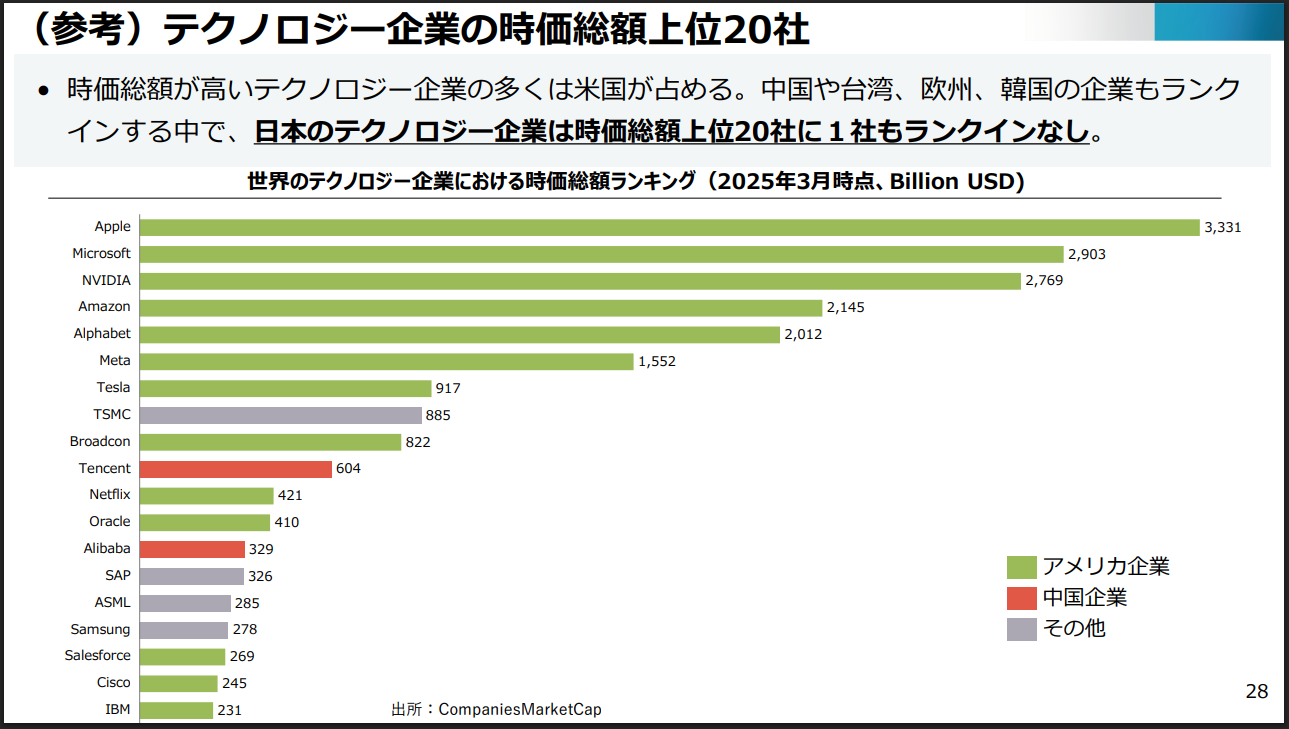 （参考）テクノロジー企業の時価総額上位20社
● 時価総額が高いテクノロジー企業の多くは米国が占める。中国や台湾、欧州、韓国の企業もランク
インする中で、日本のテクノロジー企業は時価総額上位20社に１社もランクインなし。
世界のテクノロジー企業における時価総額ランキング（2025年3月時点、Billion USD)
Apple 3,331
Microsoft 2,903
NVIDIA 2,769
Amazon 2,145
Alphabet 2,012
Meta 1,552
Tesla 917
TSMC 885
Broadcon 822
Tencent 604
Netflix 421
Oracle 410
Alibaba 329
SAP 326
ASML 285
Samsung 278
Salesforce 269
Cisco 245
IBM 231
アメリカ企業
中国企業
その他
出所：CompaniesMarketCap
28